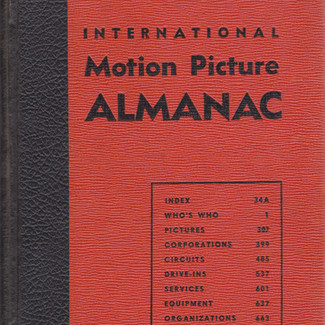 INTERNATIONAL
Motion Picture
ALMANAC
INDEX 34A
WHO'S WHO 1
PICTURES 307
CORPORATIONS 399
CIRCUITS 485
DRIVE-INS 537
SERVICES 601
EQUIPMENT 627
ORGANIZATIONS 663